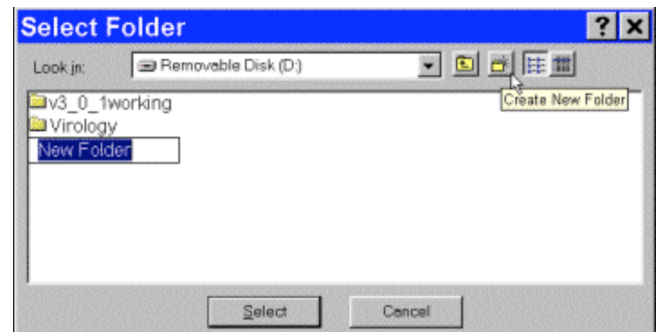 Select Folder
Look in: Removable Disk (D:)
Create New Folder
v3_0_1working
Virology
New Folder
Select Cancel